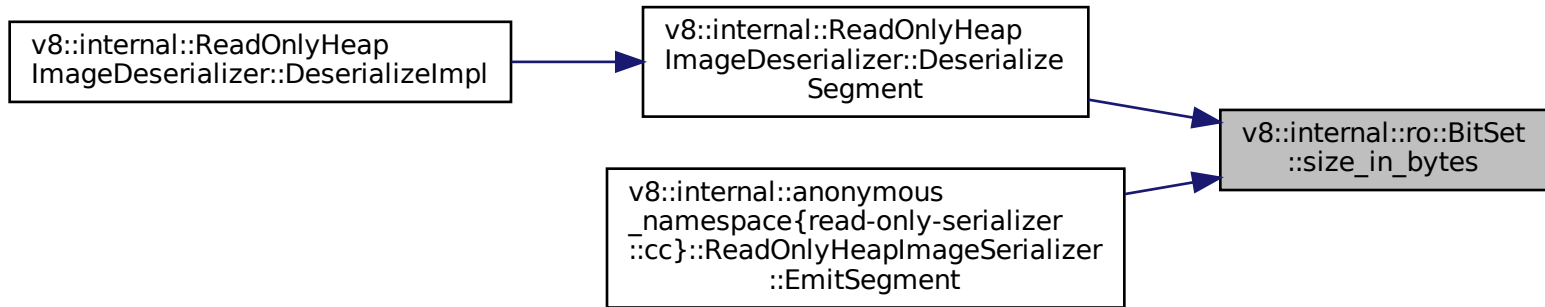 v8::internal::ReadOnlyHeap
ImageDeserializer::DeserializeImpl
v8::internal::ReadOnlyHeap
ImageDeserializer::Deserialize
Segment
v8::internal::anonymous
_namespace{read-only-serializer
::cc}::ReadOnlyHeapImageSerializer
::EmitSegment
v8::internal::ro::BitSet
::size_in_bytes